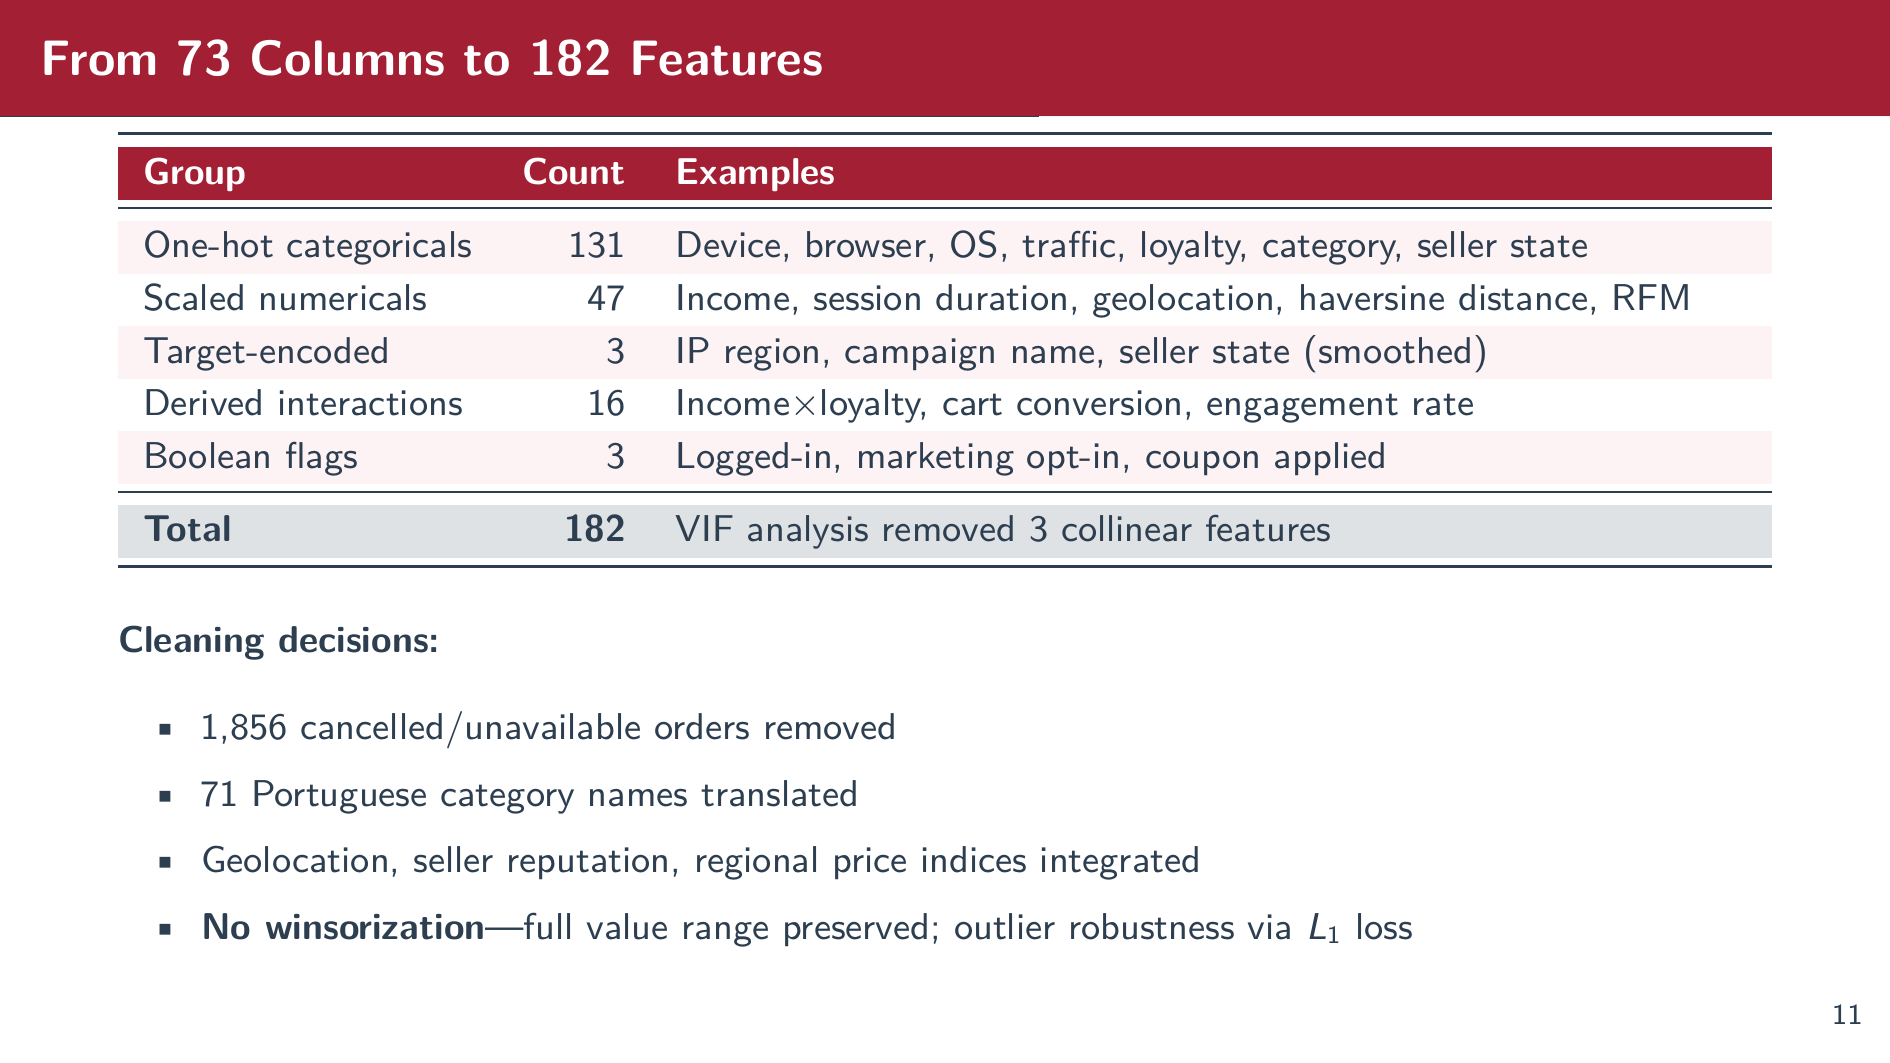 From 73 Columns to 182 Features
Group Count Examples
One-hot categoricals 131 Device, browser, OS, traffic, loyalty, category, seller state
Scaled numericals 47 Income, session duration, geolocation, haversine distance, RFM
Target-encoded 3 IP region, campaign name, seller state (smoothed)
Derived interactions 16 Income×loyalty, cart conversion, engagement rate
Boolean flags 3 Logged-in, marketing opt-in, coupon applied
Total 182 VIF analysis removed 3 collinear features
Cleaning decisions:
▪ 1,856 cancelled/unavailable orders removed
▪ 71 Portuguese category names translated
▪ Geolocation, seller reputation, regional price indices integrated
▪ No winsorization—full value range preserved; outlier robustness via L₁ loss
11